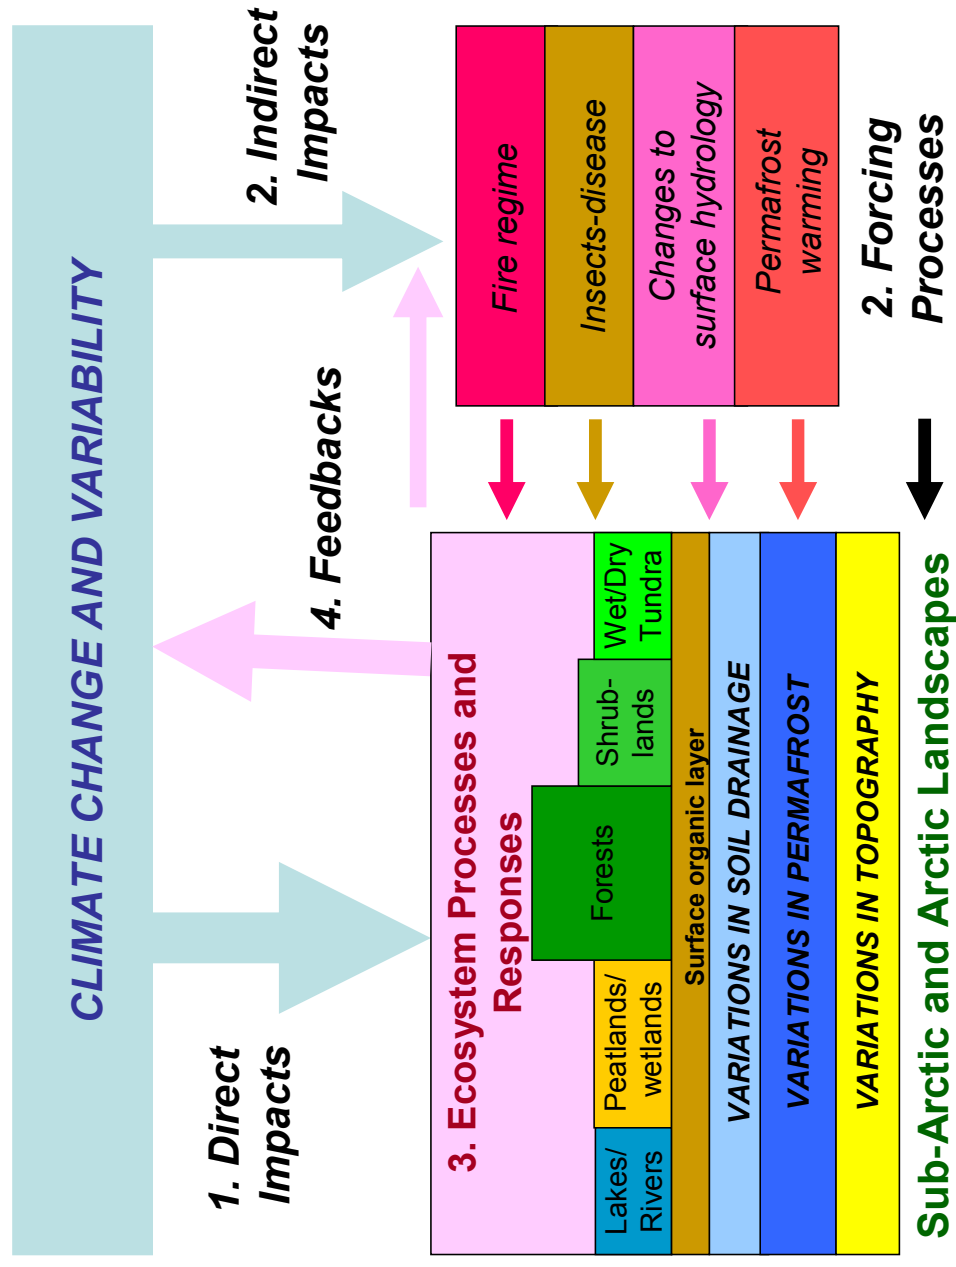 CLIMATE CHANGE AND VARIABILITY
1. Direct
Impacts
4. Feedbacks
2. Indirect
Impacts
3. Ecosystem Processes and
Responses
Lakes/
Rivers
Peatlands/
wetlands
Forests
Shrub-
lands
Wet/Dry
Tundra
Surface organic layer
VARIATIONS IN SOIL DRAINAGE
VARIATIONS IN PERMAFROST
VARIATIONS IN TOPOGRAPHY
Sub-Arctic and Arctic Landscapes
Fire regime
Insects-disease
Changes to
surface hydrology
Permafrost
warming
2. Forcing
Processes